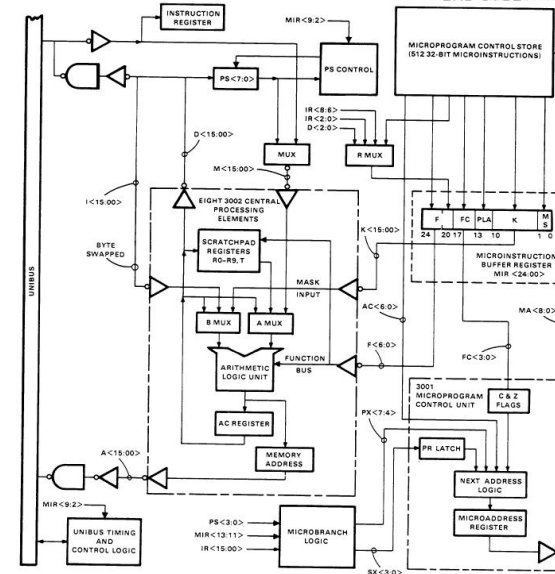 INSTRUCTION
REGISTER
MIR<9:2>
MICROPROGRAM CONTROL STORE
(512 32-BIT MICROINSTRUCTIONS)
PS<7:0>
PS CONTROL
IR<8:6>
IR<2:0>
D<2:0>
D<15:00>
MUX
R MUX
M<15:00>
I<15:00>
EIGHT 3002 CENTRAL
PROCESSING
ELEMENTS
F
FC
PLA
K
M
S
24
20
17
13
10
1
0
K<15:00>
SCRATCHPAD
REGISTERS
R0-R9, T
MICROINSTRUCTION
BUFFER REGISTER
MIR <24:00>
BYTE
SWAPPED
UNIBUS
MASK
INPUT
AC<6:0>
MA<8:0>
B MUX
A MUX
F<6:0>
FC<3:0>
FUNCTION
BUS
ARITHMETIC
LOGIC UNIT
3001
MICROPROGRAM
CONTROL UNIT
C & Z
FLAGS
PX<7:4>
AC REGISTER
PR LATCH
A<15:00>
MEMORY
ADDRESS
NEXT ADDRESS
LOGIC
MIR<9:2>
PS<3:0>
MIR<13:11>
IR<15:00>
MICROBRANCH
LOGIC
MICROADDRESS
REGISTER
UNIBUS TIMING
AND
CONTROL LOGIC
SX<3:0>